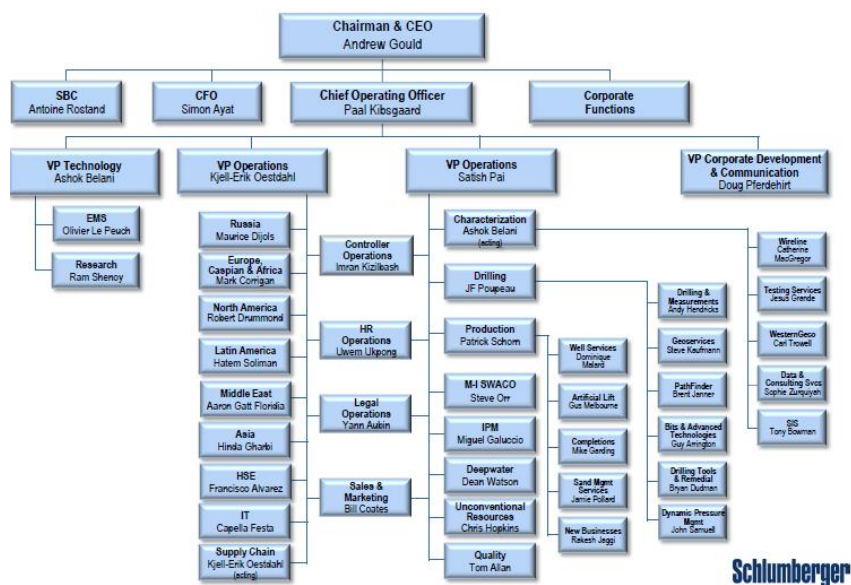 Chairman & CEO
Andrew Gould
SBC
Antoine Rostand
CFO
Simon Ayat
Chief Operating Officer
Paal Kibsgaard
Corporate
Functions
VP Technology
Ashok Belani
VP Operations
Kjell-Erik Oestdahl
VP Operations
Satish Pai
VP Corporate Development
& Communication
Doug Pferdehirt
EMS
Olivier Le Peuch
Research
Ram Shenoy
Russia
Maurice Dijols
Europe,
Caspian & Africa
Mark Corrigan
North America
Robert Drummond
Latin America
Hatem Soliman
Middle East
Aaron Gatt Floridia
Asia
Hinda Gharbi
HSE
Francisco Alvarez
IT
Capella Festa
Supply Chain
Kjell-Erik Oestdahl
(acting)
Controller
Operations
Imran Kizilbash
HR
Operations
Uwem Ukpong
Legal
Operations
Yann Aubin
Sales &
Marketing
Bill Coates
Characterization
Ashok Belani
(acting)
Drilling
JF Poupeau
Production
Patrick Schorn
M-I SWACO
Steve Orr
IPM
Miguel Galuccio
Deepwater
Dean Watson
Unconventional
Resources
Chris Hopkins
Quality
Tom Allan
Well Services
Dominique
Malard
Artificial Lift
Gus Melbourne
Completions
Mike Garding
Sand Mgmt
Services
Jamie Pollard
New Businesses
Rakesh Jaggi
Drilling &
Measurements
Andy Hendricks
Geoservices
Steve Kaufmann
PathFinder
Brent Janner
Bits & Advanced
Technologies
Guy Arrington
Drilling Tools
& Remedial
Bryan Dudman
Dynamic Pressure
Mgmt
John Samuell
Wireline
Catherine
MacGregor
Testing Services
Jesus Grande
WesternGeco
Carl Trowell
Data &
Consulting Svcs
Sophie Zurquiyah
SIS
Tony Bowman
Schlumberger